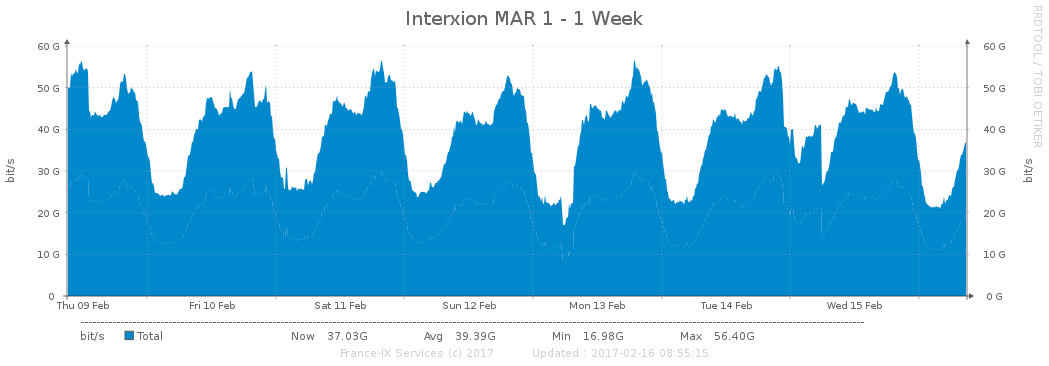 Interxion MAR 1 - 1 Week
RRDTOOL / TOBI OETIKER
60 G 60 G
50 G 50 G
40 G 40 G
30 G 30 G
20 G 20 G
10 G 10 G
0 0 G
bit/s
bit/s
Thu 09 Feb Fri 10 Feb Sat 11 Feb Sun 12 Feb Mon 13 Feb Tue 14 Feb Wed 15 Feb
bit/s Total Now 37.03G Avg 39.39G Min 16.98G Max 56.40G
France-IX Services (c) 2017 Updated : 2017-02-16 08:55:15